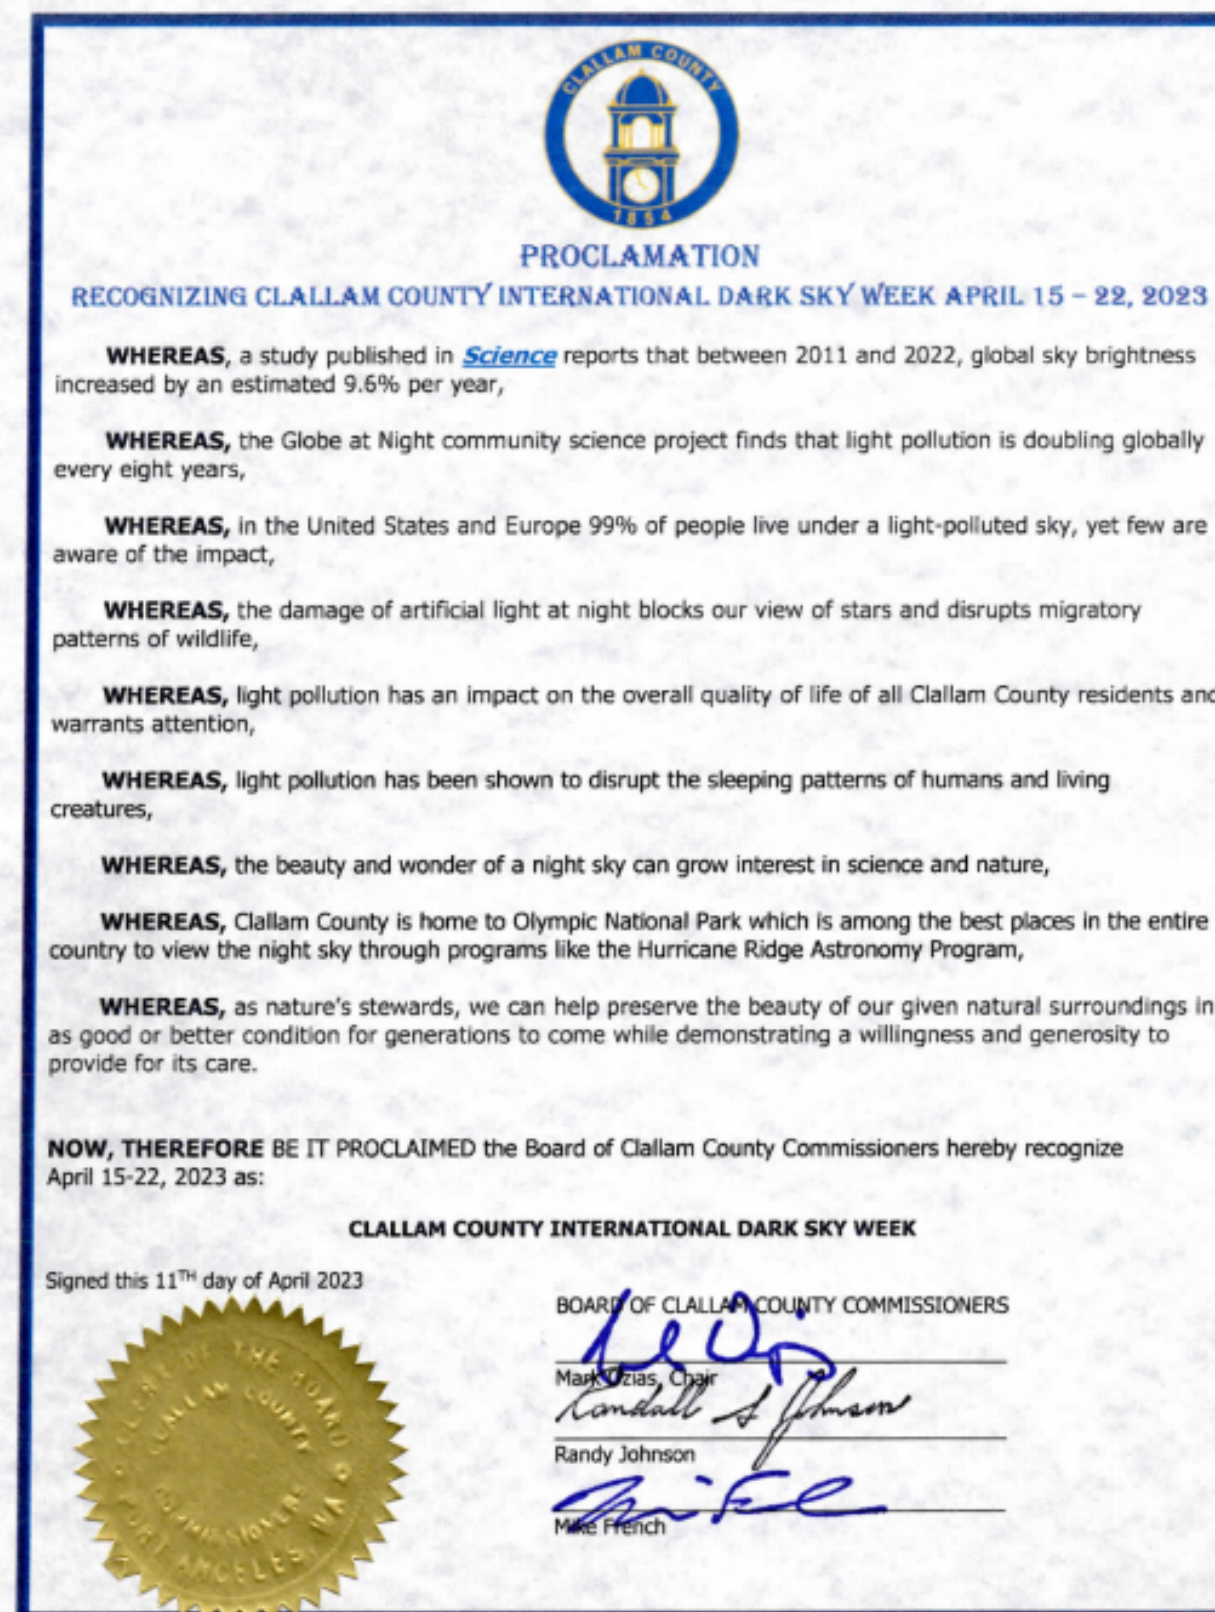 CLALLAM COUNTY
1854
PROCLAMATION
RECOGNIZING CLALLAM COUNTY INTERNATIONAL DARK SKY WEEK APRIL 15 – 22, 2023
WHEREAS, a study published in Science reports that between 2011 and 2022, global sky brightness
increased by an estimated 9.6% per year,
WHEREAS, the Globe at Night community science project finds that light pollution is doubling globally
every eight years,
WHEREAS, in the United States and Europe 99% of people live under a light-polluted sky, yet few are
aware of the impact,
WHEREAS, the damage of artificial light at night blocks our view of stars and disrupts migratory
patterns of wildlife,
WHEREAS, light pollution has an impact on the overall quality of life of all Clallam County residents and
warrants attention,
WHEREAS, light pollution has been shown to disrupt the sleeping patterns of humans and living
creatures,
WHEREAS, the beauty and wonder of a night sky can grow interest in science and nature,
WHEREAS, Clallam County is home to Olympic National Park which is among the best places in the entire
country to view the night sky through programs like the Hurricane Ridge Astronomy Program,
WHEREAS, as nature's stewards, we can help preserve the beauty of our given natural surroundings in
as good or better condition for generations to come while demonstrating a willingness and generosity to
provide for its care.
NOW, THEREFORE BE IT PROCLAIMED the Board of Clallam County Commissioners hereby recognize
April 15-22, 2023 as:
CLALLAM COUNTY INTERNATIONAL DARK SKY WEEK
Signed this 11TH day of April 2023
BOARD OF CLALLAM COUNTY COMMISSIONERS
Mark Ozias, Chair
Randall S Johnson
Randy Johnson
Mike French
CLERK OF THE BOARD
CLALLAM COUNTY
COMMISSIONERS
PORT ANGELES, WA